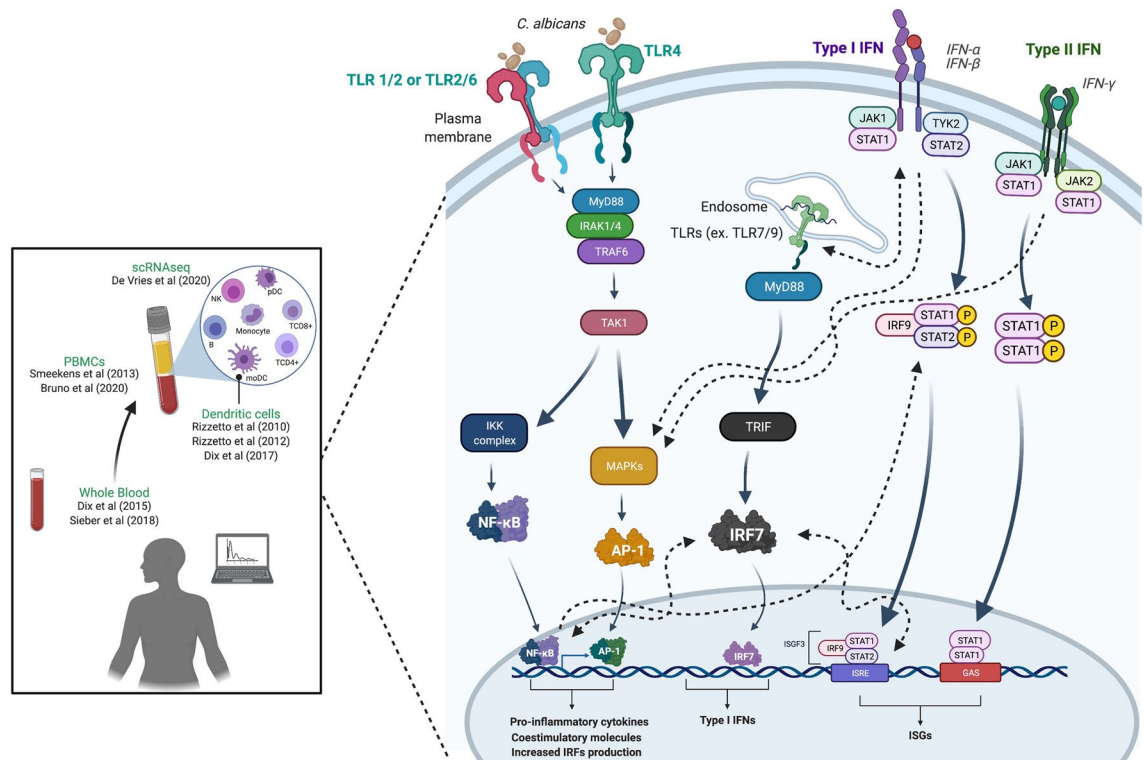 scRNAseq
De Vries et al (2020)
NK
pDC
Monocyte
TCD8+
B
TCD4+
moDC
PBMCs
Smeekens et al (2013)
Bruno et al (2020)
Dendritic cells
Rizzetto et al (2010)
Rizzetto et al (2012)
Dix et al (2017)
Whole Blood
Dix et al (2015)
Sieber et al (2018)
C. albicans
TLR 1/2 or TLR2/6
TLR4
Plasma
membrane
Type I IFN
IFN-α
IFN-β
Type II IFN
IFN-γ
JAK1
STAT1
TYK2
STAT2
JAK1
STAT1
JAK2
STAT1
MyD88
IRAK1/4
TRAF6
TAK1
Endosome
TLRs (ex. TLR7/9)
MyD88
IRF9
STAT1
P
STAT2
P
STAT1
P
STAT1
P
IKK
complex
MAPKs
TRIF
NF-κB
AP-1
IRF7
NF-κB
AP-1
IRF7
ISGF3
IRF9
STAT1
STAT2
ISRE
STAT1
STAT1
GAS
Pro-inflammatory cytokines
Coestimulatory molecules
Increased IRFs production
Type I IFNs
ISGs